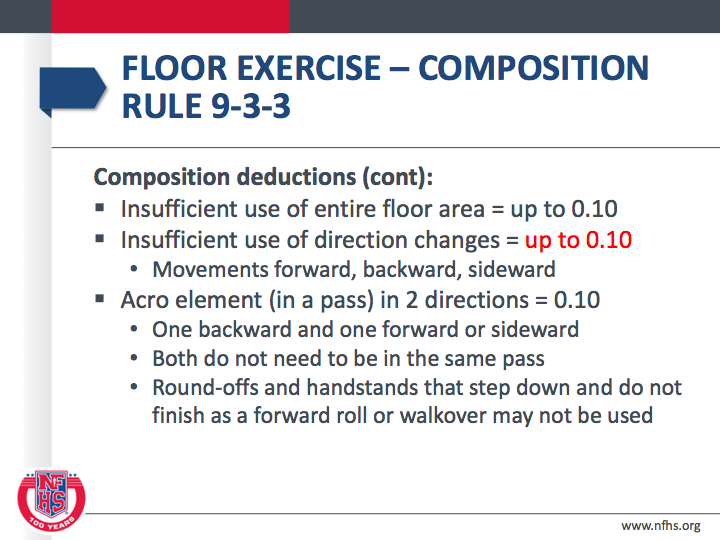 FLOOR EXERCISE – COMPOSITION
RULE 9-3-3
Composition deductions (cont):
▪ Insufficient use of entire floor area = up to 0.10
▪ Insufficient use of direction changes = up to 0.10
• Movements forward, backward, sideward
▪ Acro element (in a pass) in 2 directions = 0.10
• One backward and one forward or sideward
• Both do not need to be in the same pass
• Round-offs and handstands that step down and do not
finish as a forward roll or walkover may not be used
NF
HS
100 YEARS
www.nfhs.org